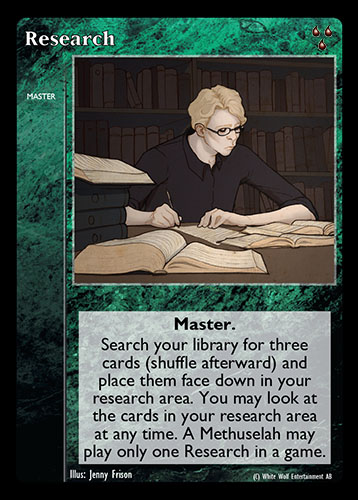 Research
MASTER
Master.
Search your library for three
cards (shuffle afterward) and
place them face down in your
research area. You may look at
the cards in your research area
at any time. A Methuselah may
play only one Research in a game.
Illus: Jenny Frison
(C) White Wolf Entertainment AB